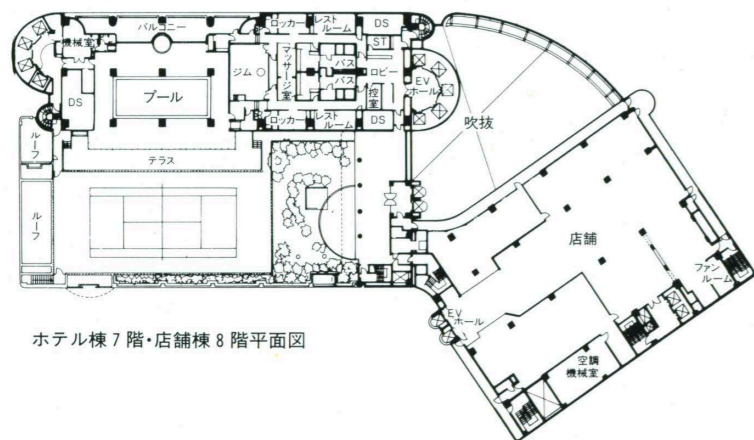 バルコニー
ロッカー
レストルーム
DS
ST
機械室
ジム
マッサージ室
バス
バス
ロビー
EVホール
プール
DS
控室
ロッカー
レストルーム
DS
吹抜
ルーフ
テラス
ルーフ
店舗
ファンルーム
EVホール
空調機械室
ホテル棟7階・店舗棟8階平面図